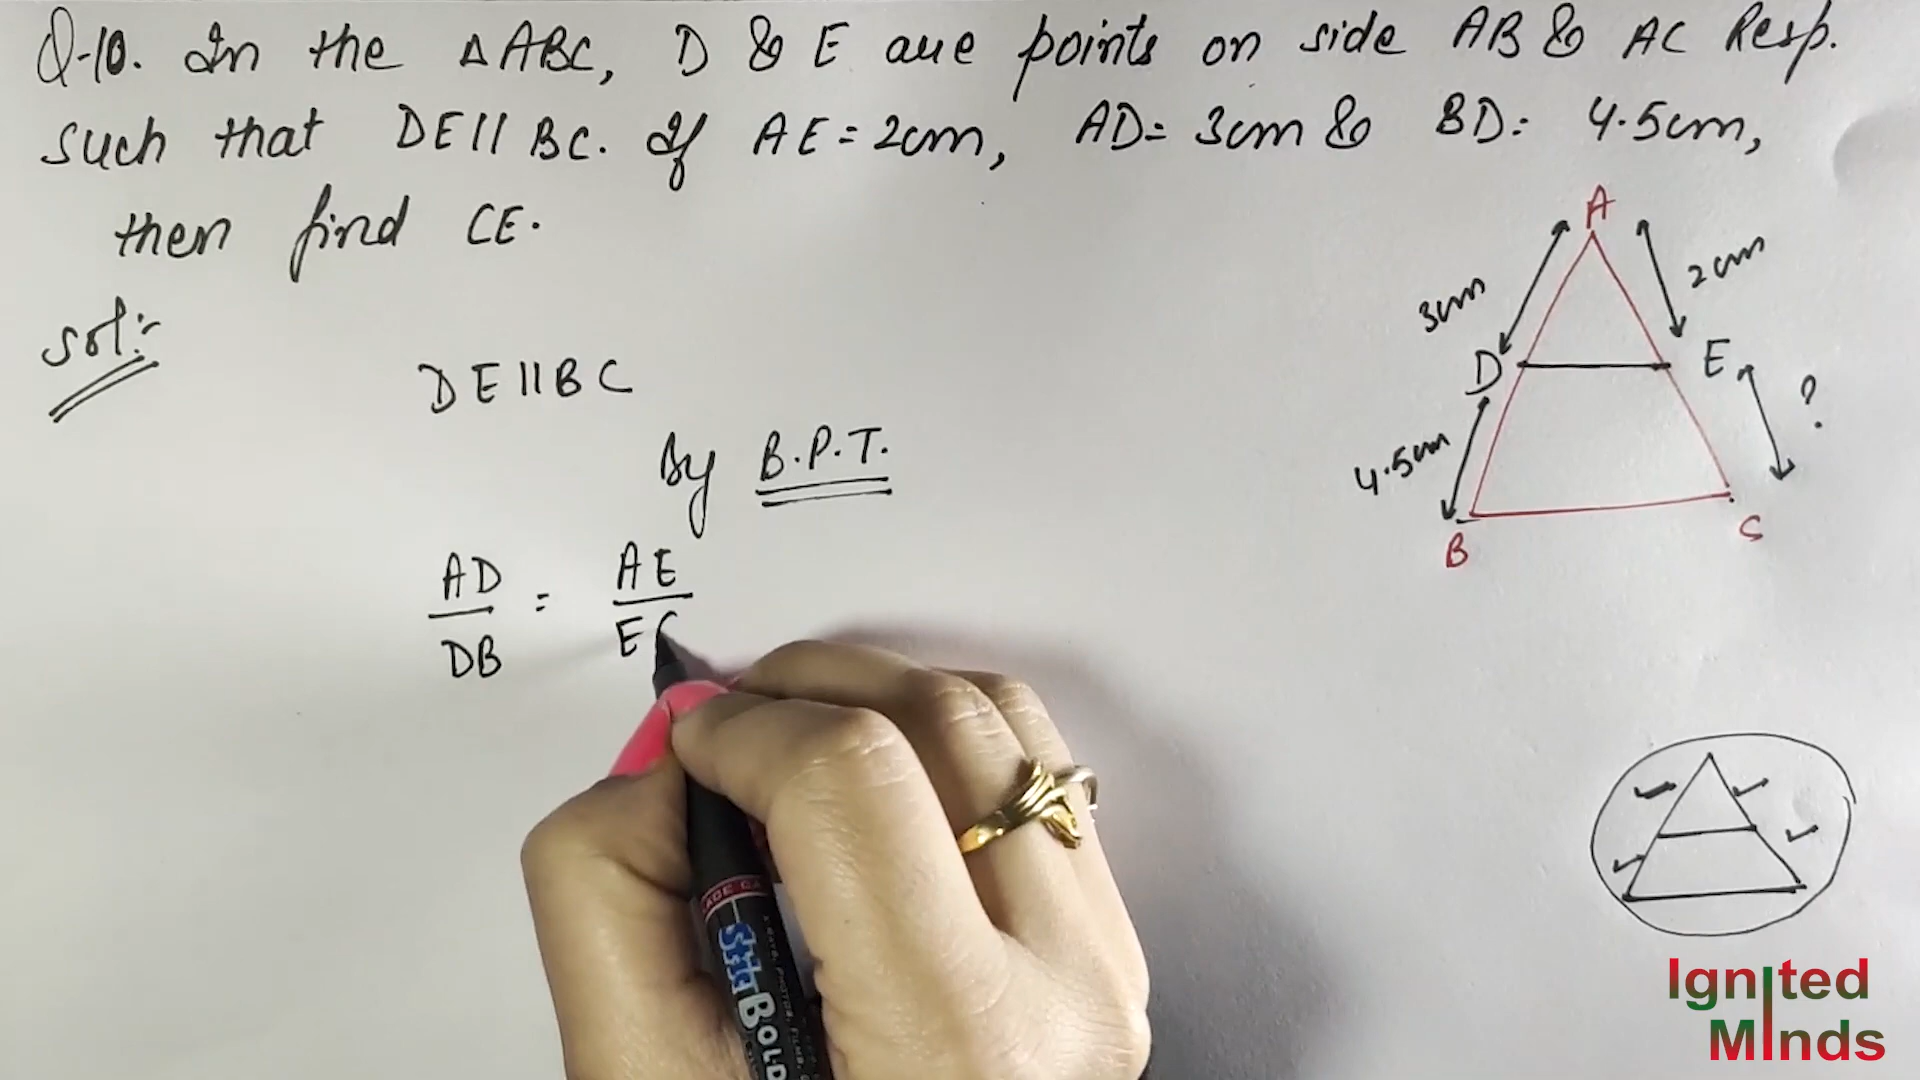 Q-10. In the △ABC, D & E are points on side AB & AC Resp.
such that DE||BC. If AE=2cm, AD=3cm & BD=4.5cm,
then find CE.
Sol:-
DE||BC
By B.P.T.
AD/DB = AE/EC
A
3cm
2cm
D
E
4.5cm
?
B
C
BOLD
Ignited
Minds